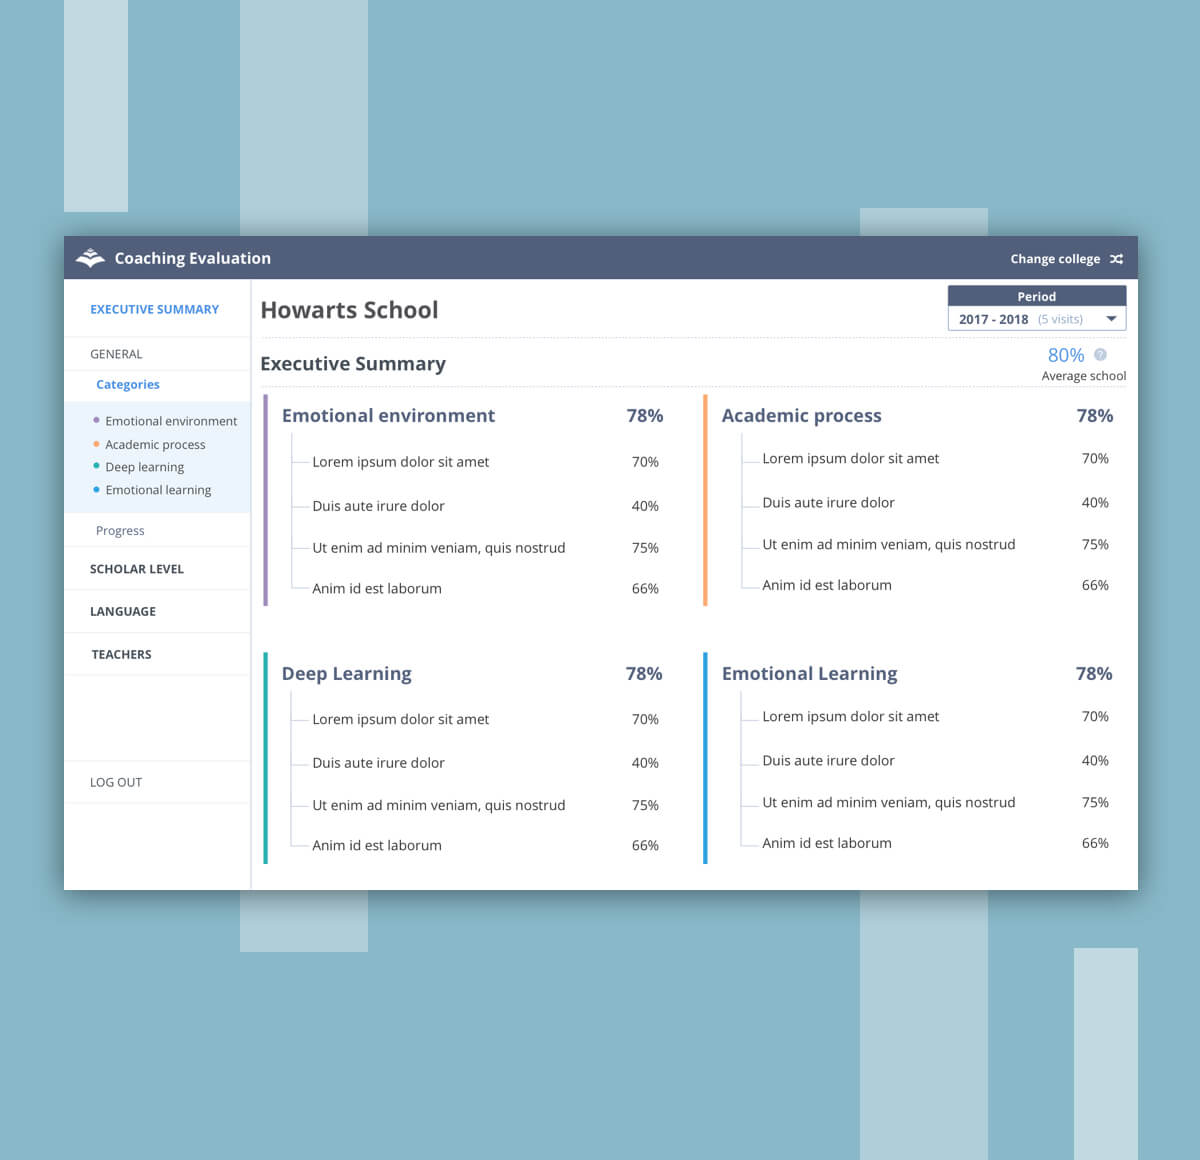 Coaching Evaluation
Change college
EXECUTIVE SUMMARY
GENERAL
Categories
Emotional environment
Academic process
Deep learning
Emotional learning
Progress
SCHOLAR LEVEL
LANGUAGE
TEACHERS
LOG OUT
Howarts School
Period
2017 - 2018 (5 visits)
Executive Summary
80% ?
Average school
Emotional environment 78%
Lorem ipsum dolor sit amet 70%
Duis aute irure dolor 40%
Ut enim ad minim veniam, quis nostrud 75%
Anim id est laborum 66%
Academic process 78%
Lorem ipsum dolor sit amet 70%
Duis aute irure dolor 40%
Ut enim ad minim veniam, quis nostrud 75%
Anim id est laborum 66%
Deep Learning 78%
Lorem ipsum dolor sit amet 70%
Duis aute irure dolor 40%
Ut enim ad minim veniam, quis nostrud 75%
Anim id est laborum 66%
Emotional Learning 78%
Lorem ipsum dolor sit amet 70%
Duis aute irure dolor 40%
Ut enim ad minim veniam, quis nostrud 75%
Anim id est laborum 66%